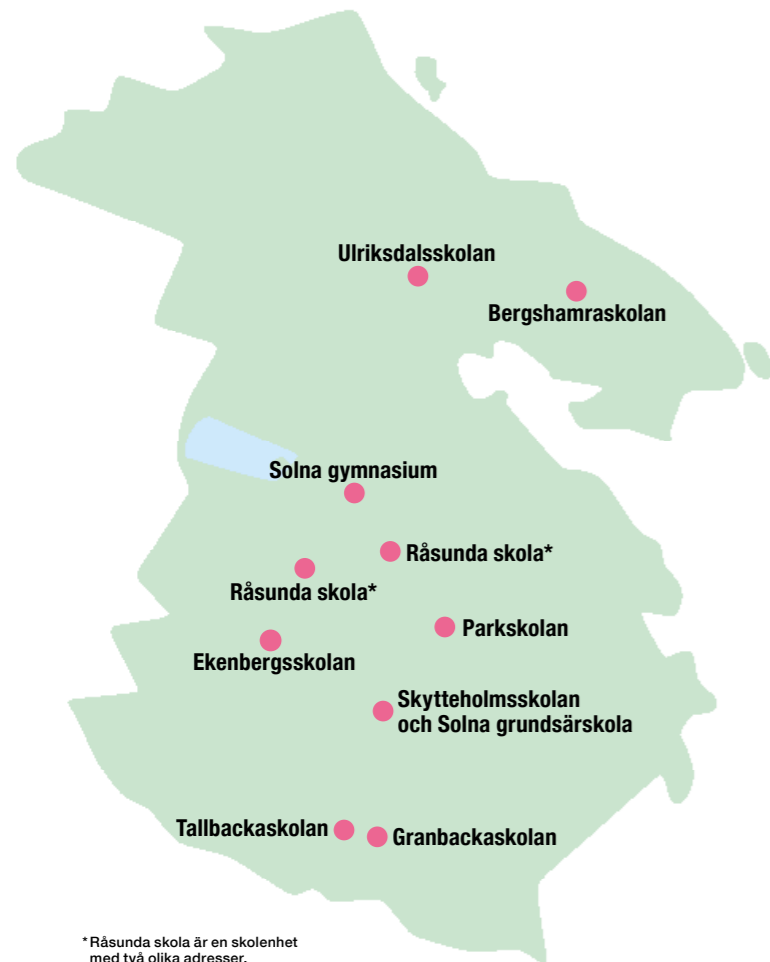 Ulriksdalsskolan
Bergshamraskolan
Solna gymnasium
Råsunda skola*
Råsunda skola*
Parkskolan
Ekenbergsskolan
Skytteholmsskolan
och Solna grundsärskola
Tallbackaskolan
Granbackaskolan
*Råsunda skola är en skolenhet
med två olika adresser.